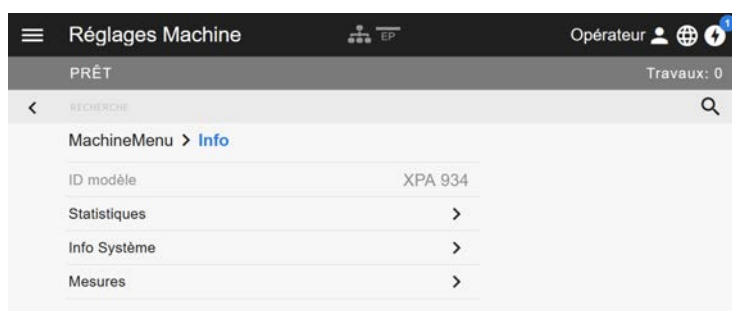 Réglages Machine EP Opérateur 1
PRÊT Travaux: 0
RECHERCHE
MachineMenu > Info
ID modèle XPA 934
Statistiques
Info Système
Mesures